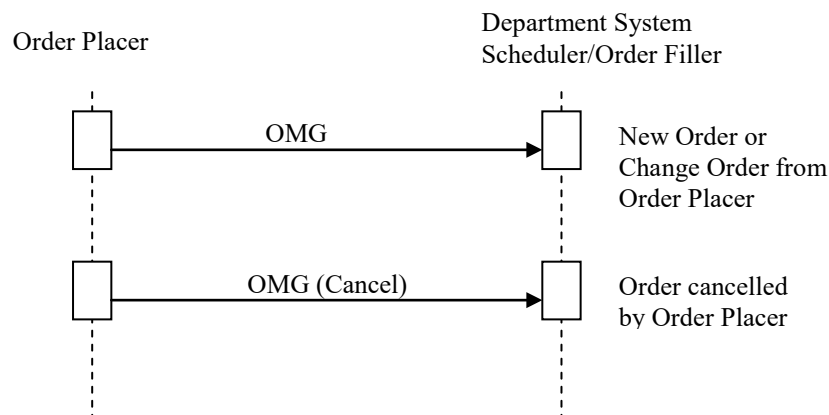 Order Placer
Department System
Scheduler/Order Filler
OMG
New Order or
Change Order from
Order Placer
OMG (Cancel)
Order cancelled
by Order Placer